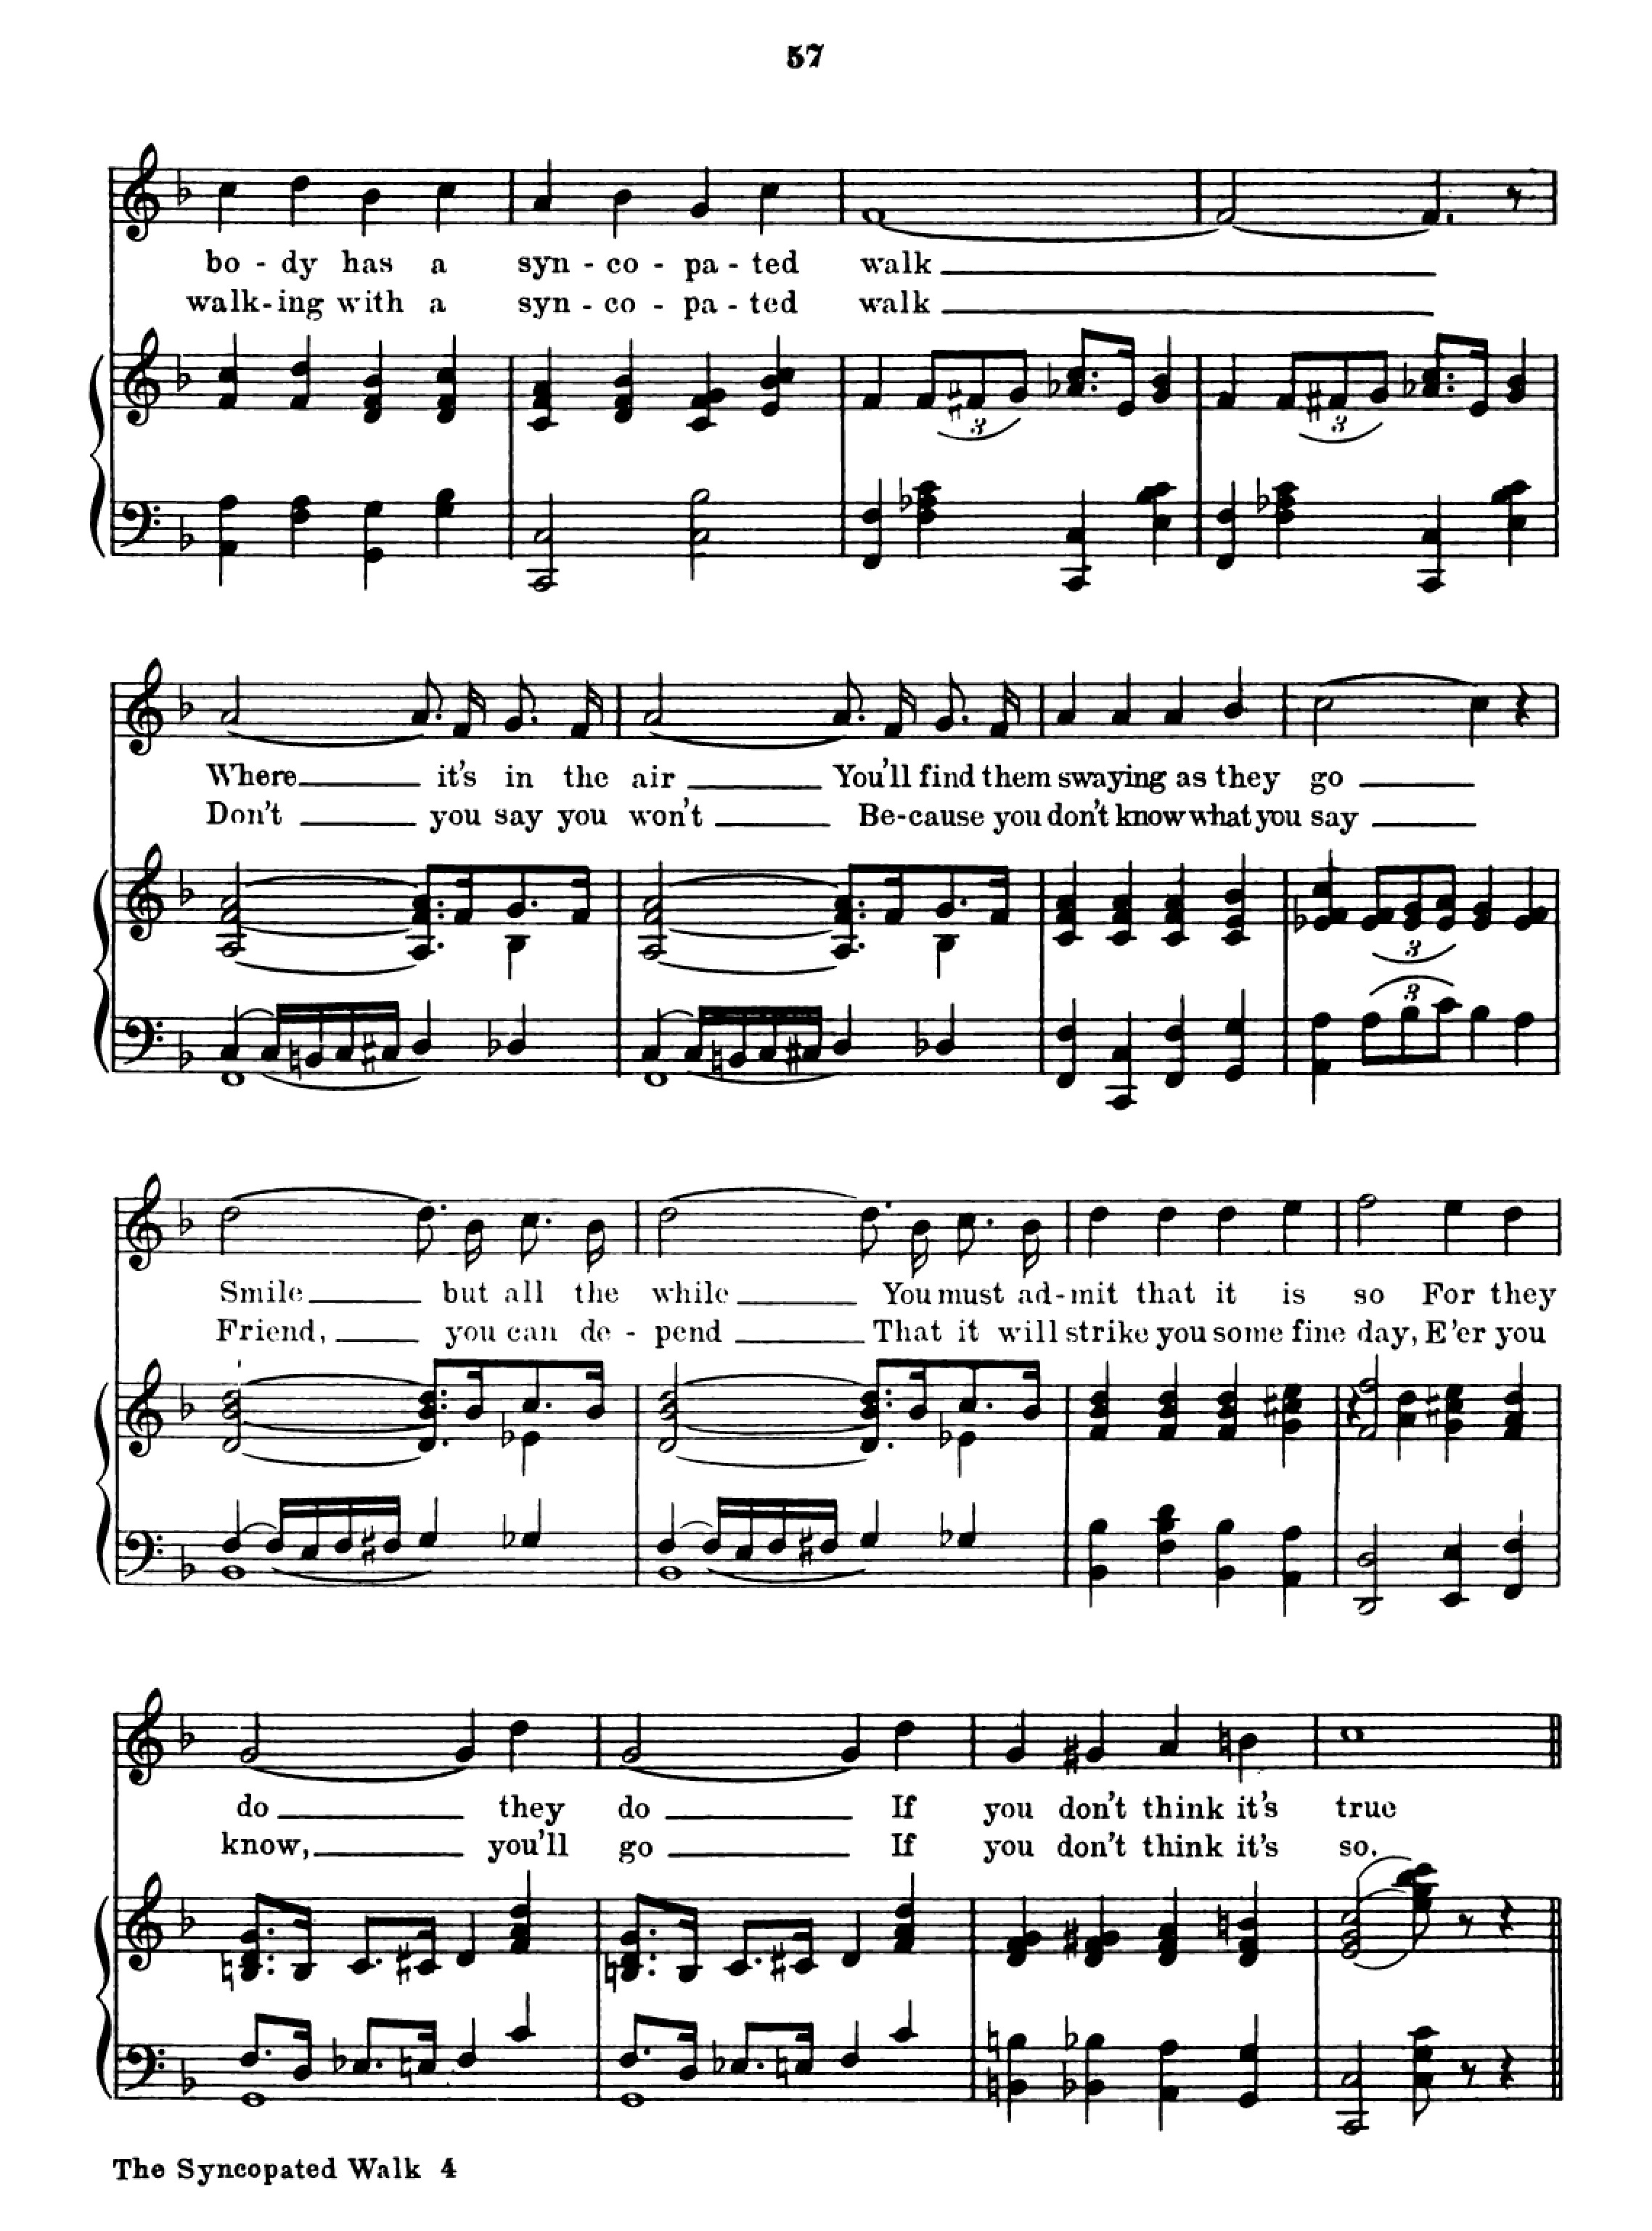 57
bo - dy has a syn - co - pa - ted walk
walk - ing with a syn - co - pa - ted walk
3 3
Where it's in the air You'll find them swaying as they go
Don't you say you won't Be-cause you don't know what you say
3
3
Smile but all the while You must ad-mit that it is so For they
Friend, you can de - pend That it will strike you some fine day, E'er you
do they do If you don't think it's true
know, you'll go If you don't think it's so.
The Syncopated Walk 4